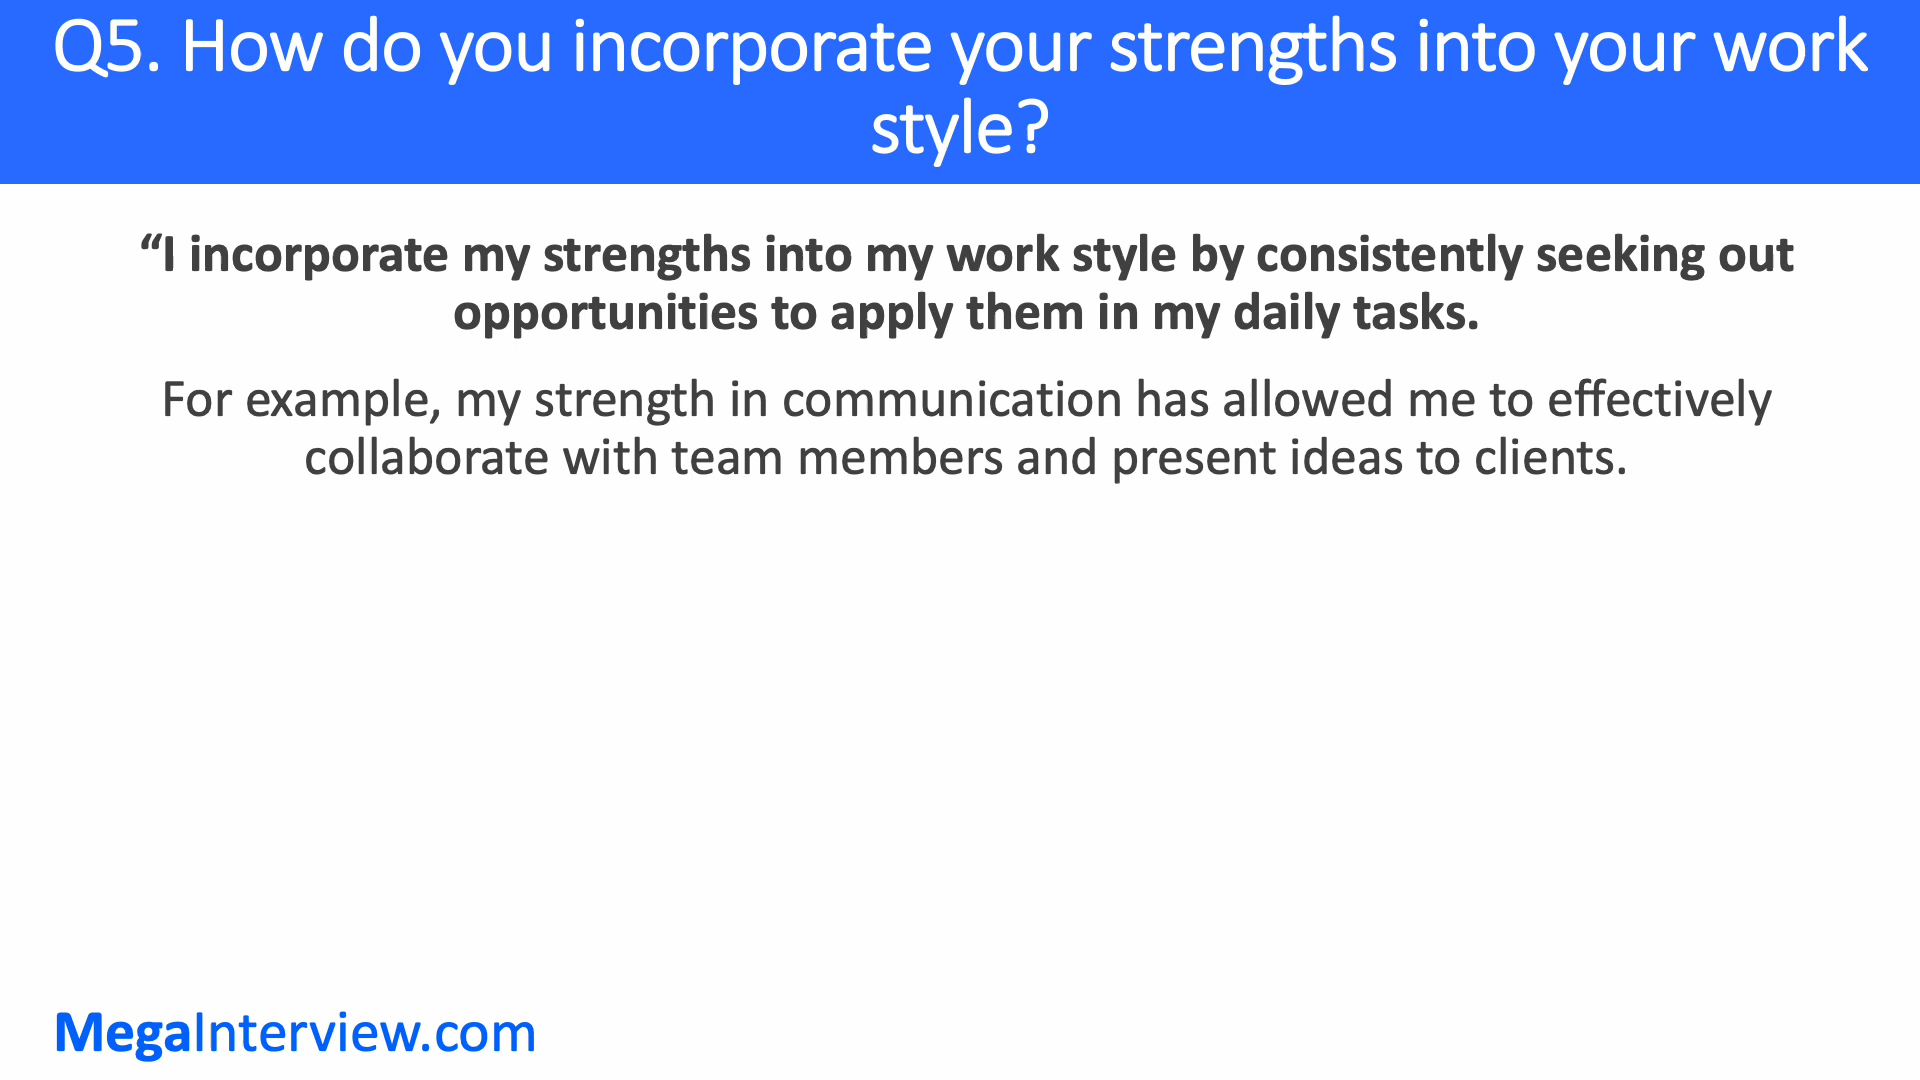 Q5. How do you incorporate your strengths into your work
style?
“I incorporate my strengths into my work style by consistently seeking out
opportunities to apply them in my daily tasks.
For example, my strength in communication has allowed me to effectively
collaborate with team members and present ideas to clients.
MegaInterview.com